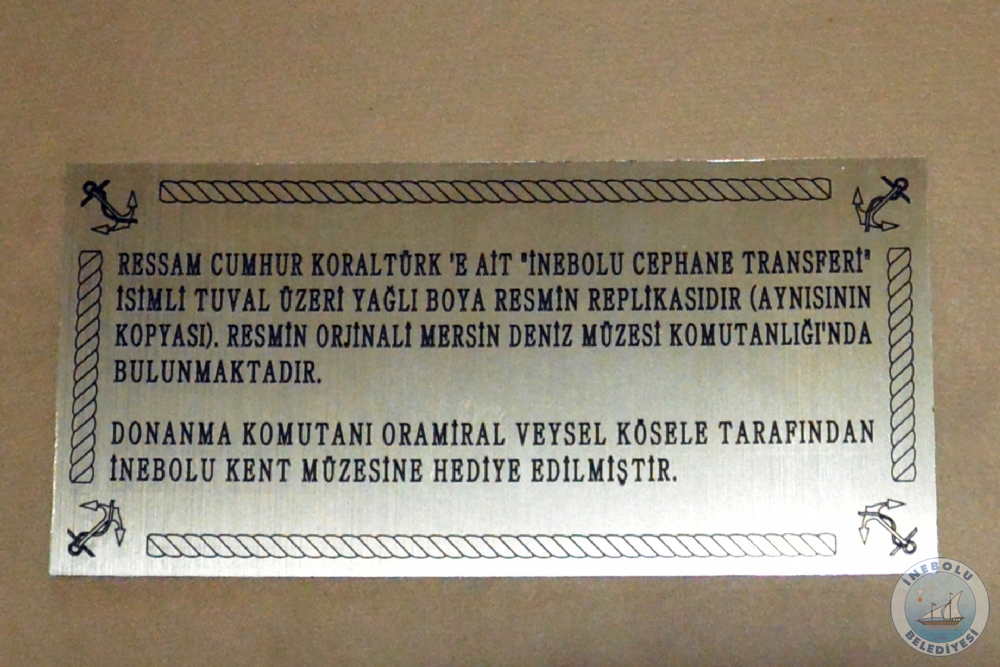 RESSAM CUMHUR KORALTÜRK 'E AİT "İNEBOLU CEPHANE TRANSFERİ"
İSİMLİ TUVAL ÜZERİ YAĞLI BOYA RESMİN REPLİKASIDIR (AYNISININ
KOPYASI). RESMİN ORJİNALİ MERSİN DENİZ MÜZESİ KOMUTANLIĞI'NDA
BULUNMAKTADIR.
DONANMA KOMUTANI ORAMİRAL VEYSEL KÖSELE TARAFINDAN
İNEBOLU KENT MÜZESİNE HEDİYE EDİLMİŞTİR.
İNEBOLU
BELEDİYESİ